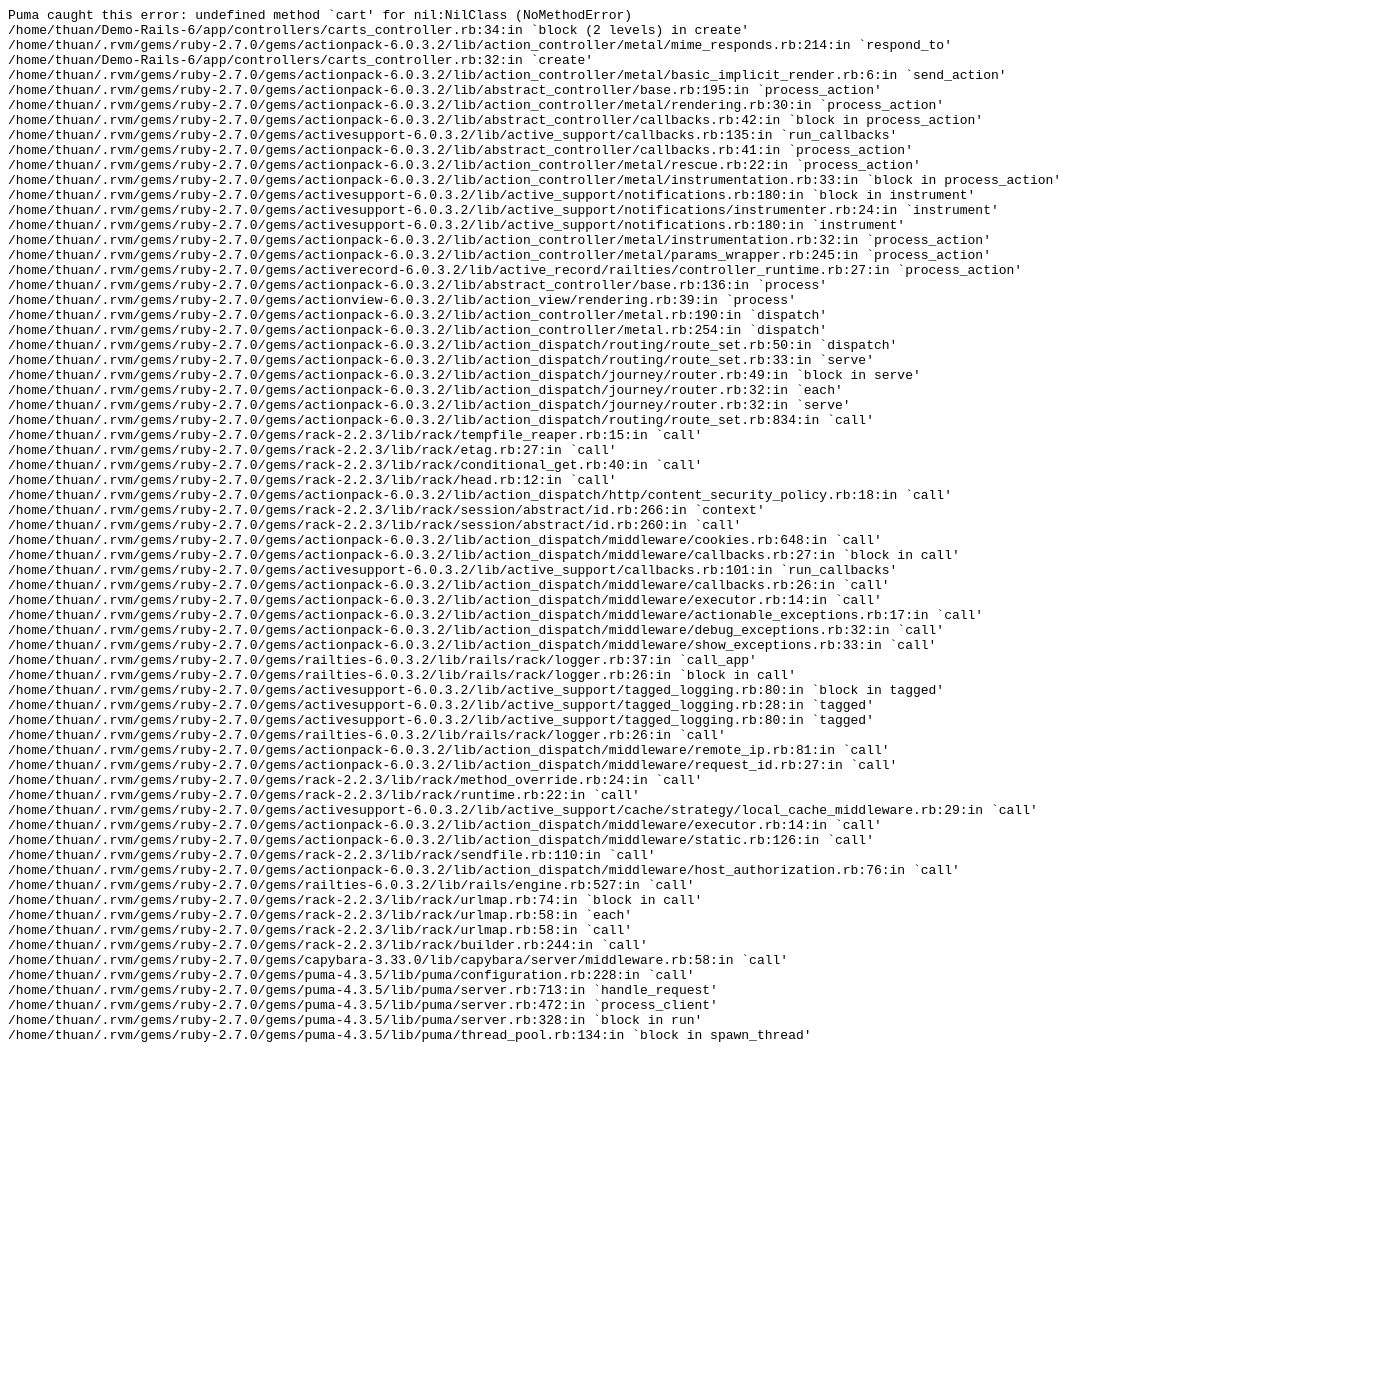 Puma caught this error: undefined method `cart' for nil:NilClass (NoMethodError)
/home/thuan/Demo-Rails-6/app/controllers/carts_controller.rb:34:in `block (2 levels) in create'
/home/thuan/.rvm/gems/ruby-2.7.0/gems/actionpack-6.0.3.2/lib/action_controller/metal/mime_responds.rb:214:in `respond_to'
/home/thuan/Demo-Rails-6/app/controllers/carts_controller.rb:32:in `create'
/home/thuan/.rvm/gems/ruby-2.7.0/gems/actionpack-6.0.3.2/lib/action_controller/metal/basic_implicit_render.rb:6:in `send_action'
/home/thuan/.rvm/gems/ruby-2.7.0/gems/actionpack-6.0.3.2/lib/abstract_controller/base.rb:195:in `process_action'
/home/thuan/.rvm/gems/ruby-2.7.0/gems/actionpack-6.0.3.2/lib/action_controller/metal/rendering.rb:30:in `process_action'
/home/thuan/.rvm/gems/ruby-2.7.0/gems/actionpack-6.0.3.2/lib/abstract_controller/callbacks.rb:42:in `block in process_action'
/home/thuan/.rvm/gems/ruby-2.7.0/gems/activesupport-6.0.3.2/lib/active_support/callbacks.rb:135:in `run_callbacks'
/home/thuan/.rvm/gems/ruby-2.7.0/gems/actionpack-6.0.3.2/lib/abstract_controller/callbacks.rb:41:in `process_action'
/home/thuan/.rvm/gems/ruby-2.7.0/gems/actionpack-6.0.3.2/lib/action_controller/metal/rescue.rb:22:in `process_action'
/home/thuan/.rvm/gems/ruby-2.7.0/gems/actionpack-6.0.3.2/lib/action_controller/metal/instrumentation.rb:33:in `block in process_action'
/home/thuan/.rvm/gems/ruby-2.7.0/gems/activesupport-6.0.3.2/lib/active_support/notifications.rb:180:in `block in instrument'
/home/thuan/.rvm/gems/ruby-2.7.0/gems/activesupport-6.0.3.2/lib/active_support/notifications/instrumenter.rb:24:in `instrument'
/home/thuan/.rvm/gems/ruby-2.7.0/gems/activesupport-6.0.3.2/lib/active_support/notifications.rb:180:in `instrument'
/home/thuan/.rvm/gems/ruby-2.7.0/gems/actionpack-6.0.3.2/lib/action_controller/metal/instrumentation.rb:32:in `process_action'
/home/thuan/.rvm/gems/ruby-2.7.0/gems/actionpack-6.0.3.2/lib/action_controller/metal/params_wrapper.rb:245:in `process_action'
/home/thuan/.rvm/gems/ruby-2.7.0/gems/activerecord-6.0.3.2/lib/active_record/railties/controller_runtime.rb:27:in `process_action'
/home/thuan/.rvm/gems/ruby-2.7.0/gems/actionpack-6.0.3.2/lib/abstract_controller/base.rb:136:in `process'
/home/thuan/.rvm/gems/ruby-2.7.0/gems/actionview-6.0.3.2/lib/action_view/rendering.rb:39:in `process'
/home/thuan/.rvm/gems/ruby-2.7.0/gems/actionpack-6.0.3.2/lib/action_controller/metal.rb:190:in `dispatch'
/home/thuan/.rvm/gems/ruby-2.7.0/gems/actionpack-6.0.3.2/lib/action_controller/metal.rb:254:in `dispatch'
/home/thuan/.rvm/gems/ruby-2.7.0/gems/actionpack-6.0.3.2/lib/action_dispatch/routing/route_set.rb:50:in `dispatch'
/home/thuan/.rvm/gems/ruby-2.7.0/gems/actionpack-6.0.3.2/lib/action_dispatch/routing/route_set.rb:33:in `serve'
/home/thuan/.rvm/gems/ruby-2.7.0/gems/actionpack-6.0.3.2/lib/action_dispatch/journey/router.rb:49:in `block in serve'
/home/thuan/.rvm/gems/ruby-2.7.0/gems/actionpack-6.0.3.2/lib/action_dispatch/journey/router.rb:32:in `each'
/home/thuan/.rvm/gems/ruby-2.7.0/gems/actionpack-6.0.3.2/lib/action_dispatch/journey/router.rb:32:in `serve'
/home/thuan/.rvm/gems/ruby-2.7.0/gems/actionpack-6.0.3.2/lib/action_dispatch/routing/route_set.rb:834:in `call'
/home/thuan/.rvm/gems/ruby-2.7.0/gems/rack-2.2.3/lib/rack/tempfile_reaper.rb:15:in `call'
/home/thuan/.rvm/gems/ruby-2.7.0/gems/rack-2.2.3/lib/rack/etag.rb:27:in `call'
/home/thuan/.rvm/gems/ruby-2.7.0/gems/rack-2.2.3/lib/rack/conditional_get.rb:40:in `call'
/home/thuan/.rvm/gems/ruby-2.7.0/gems/rack-2.2.3/lib/rack/head.rb:12:in `call'
/home/thuan/.rvm/gems/ruby-2.7.0/gems/actionpack-6.0.3.2/lib/action_dispatch/http/content_security_policy.rb:18:in `call'
/home/thuan/.rvm/gems/ruby-2.7.0/gems/rack-2.2.3/lib/rack/session/abstract/id.rb:266:in `context'
/home/thuan/.rvm/gems/ruby-2.7.0/gems/rack-2.2.3/lib/rack/session/abstract/id.rb:260:in `call'
/home/thuan/.rvm/gems/ruby-2.7.0/gems/actionpack-6.0.3.2/lib/action_dispatch/middleware/cookies.rb:648:in `call'
/home/thuan/.rvm/gems/ruby-2.7.0/gems/actionpack-6.0.3.2/lib/action_dispatch/middleware/callbacks.rb:27:in `block in call'
/home/thuan/.rvm/gems/ruby-2.7.0/gems/activesupport-6.0.3.2/lib/active_support/callbacks.rb:101:in `run_callbacks'
/home/thuan/.rvm/gems/ruby-2.7.0/gems/actionpack-6.0.3.2/lib/action_dispatch/middleware/callbacks.rb:26:in `call'
/home/thuan/.rvm/gems/ruby-2.7.0/gems/actionpack-6.0.3.2/lib/action_dispatch/middleware/executor.rb:14:in `call'
/home/thuan/.rvm/gems/ruby-2.7.0/gems/actionpack-6.0.3.2/lib/action_dispatch/middleware/actionable_exceptions.rb:17:in `call'
/home/thuan/.rvm/gems/ruby-2.7.0/gems/actionpack-6.0.3.2/lib/action_dispatch/middleware/debug_exceptions.rb:32:in `call'
/home/thuan/.rvm/gems/ruby-2.7.0/gems/actionpack-6.0.3.2/lib/action_dispatch/middleware/show_exceptions.rb:33:in `call'
/home/thuan/.rvm/gems/ruby-2.7.0/gems/railties-6.0.3.2/lib/rails/rack/logger.rb:37:in `call_app'
/home/thuan/.rvm/gems/ruby-2.7.0/gems/railties-6.0.3.2/lib/rails/rack/logger.rb:26:in `block in call'
/home/thuan/.rvm/gems/ruby-2.7.0/gems/activesupport-6.0.3.2/lib/active_support/tagged_logging.rb:80:in `block in tagged'
/home/thuan/.rvm/gems/ruby-2.7.0/gems/activesupport-6.0.3.2/lib/active_support/tagged_logging.rb:28:in `tagged'
/home/thuan/.rvm/gems/ruby-2.7.0/gems/activesupport-6.0.3.2/lib/active_support/tagged_logging.rb:80:in `tagged'
/home/thuan/.rvm/gems/ruby-2.7.0/gems/railties-6.0.3.2/lib/rails/rack/logger.rb:26:in `call'
/home/thuan/.rvm/gems/ruby-2.7.0/gems/actionpack-6.0.3.2/lib/action_dispatch/middleware/remote_ip.rb:81:in `call'
/home/thuan/.rvm/gems/ruby-2.7.0/gems/actionpack-6.0.3.2/lib/action_dispatch/middleware/request_id.rb:27:in `call'
/home/thuan/.rvm/gems/ruby-2.7.0/gems/rack-2.2.3/lib/rack/method_override.rb:24:in `call'
/home/thuan/.rvm/gems/ruby-2.7.0/gems/rack-2.2.3/lib/rack/runtime.rb:22:in `call'
/home/thuan/.rvm/gems/ruby-2.7.0/gems/activesupport-6.0.3.2/lib/active_support/cache/strategy/local_cache_middleware.rb:29:in `call'
/home/thuan/.rvm/gems/ruby-2.7.0/gems/actionpack-6.0.3.2/lib/action_dispatch/middleware/executor.rb:14:in `call'
/home/thuan/.rvm/gems/ruby-2.7.0/gems/actionpack-6.0.3.2/lib/action_dispatch/middleware/static.rb:126:in `call'
/home/thuan/.rvm/gems/ruby-2.7.0/gems/rack-2.2.3/lib/rack/sendfile.rb:110:in `call'
/home/thuan/.rvm/gems/ruby-2.7.0/gems/actionpack-6.0.3.2/lib/action_dispatch/middleware/host_authorization.rb:76:in `call'
/home/thuan/.rvm/gems/ruby-2.7.0/gems/railties-6.0.3.2/lib/rails/engine.rb:527:in `call'
/home/thuan/.rvm/gems/ruby-2.7.0/gems/rack-2.2.3/lib/rack/urlmap.rb:74:in `block in call'
/home/thuan/.rvm/gems/ruby-2.7.0/gems/rack-2.2.3/lib/rack/urlmap.rb:58:in `each'
/home/thuan/.rvm/gems/ruby-2.7.0/gems/rack-2.2.3/lib/rack/urlmap.rb:58:in `call'
/home/thuan/.rvm/gems/ruby-2.7.0/gems/rack-2.2.3/lib/rack/builder.rb:244:in `call'
/home/thuan/.rvm/gems/ruby-2.7.0/gems/capybara-3.33.0/lib/capybara/server/middleware.rb:58:in `call'
/home/thuan/.rvm/gems/ruby-2.7.0/gems/puma-4.3.5/lib/puma/configuration.rb:228:in `call'
/home/thuan/.rvm/gems/ruby-2.7.0/gems/puma-4.3.5/lib/puma/server.rb:713:in `handle_request'
/home/thuan/.rvm/gems/ruby-2.7.0/gems/puma-4.3.5/lib/puma/server.rb:472:in `process_client'
/home/thuan/.rvm/gems/ruby-2.7.0/gems/puma-4.3.5/lib/puma/server.rb:328:in `block in run'
/home/thuan/.rvm/gems/ruby-2.7.0/gems/puma-4.3.5/lib/puma/thread_pool.rb:134:in `block in spawn_thread'